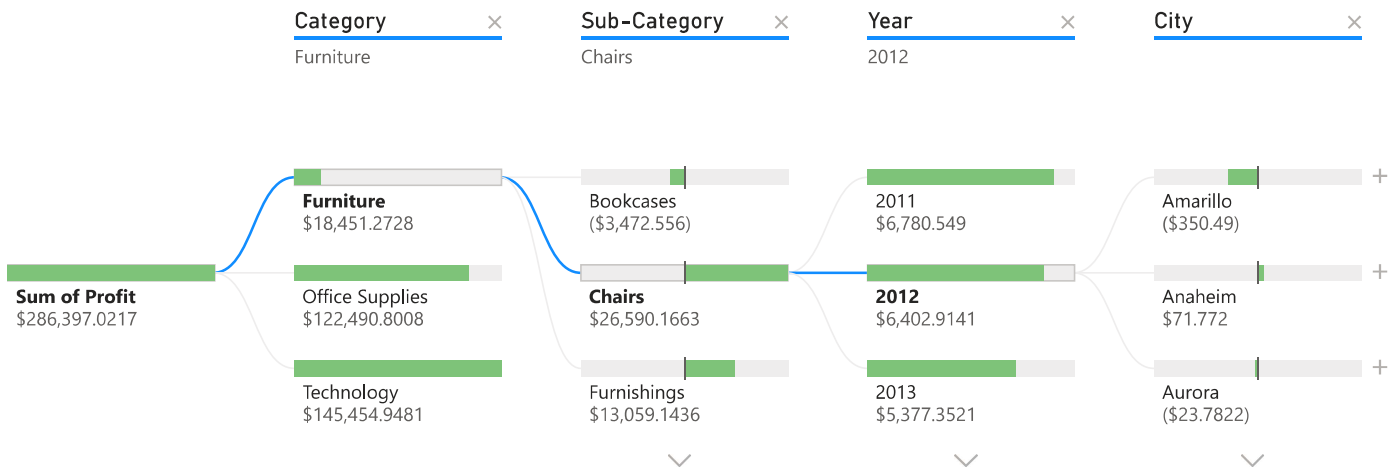 Category
Sub-Category
Year
City
Furniture
Chairs
2012
Furniture
$18,451.2728
Bookcases
($3,472.556)
2011
$6,780.549
Amarillo
($350.49)
Sum of Profit
$286,397.0217
Office Supplies
$122,490.8008
Chairs
$26,590.1663
2012
$6,402.9141
Anaheim
$71.772
Technology
$145,454.9481
Furnishings
$13,059.1436
2013
$5,377.3521
Aurora
($23.7822)